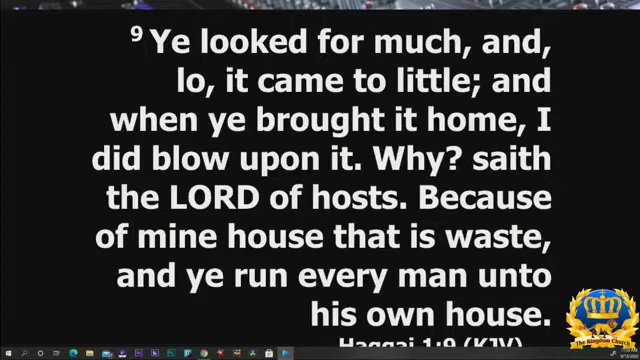 9 Ye looked for much, and,
lo, it came to little; and
when ye brought it home, I
did blow upon it. Why? saith
the LORD of hosts. Because
of mine house that is waste,
and ye run every man unto
his own house.
Haggai 1:9 (KJV)
The Kingdom Church